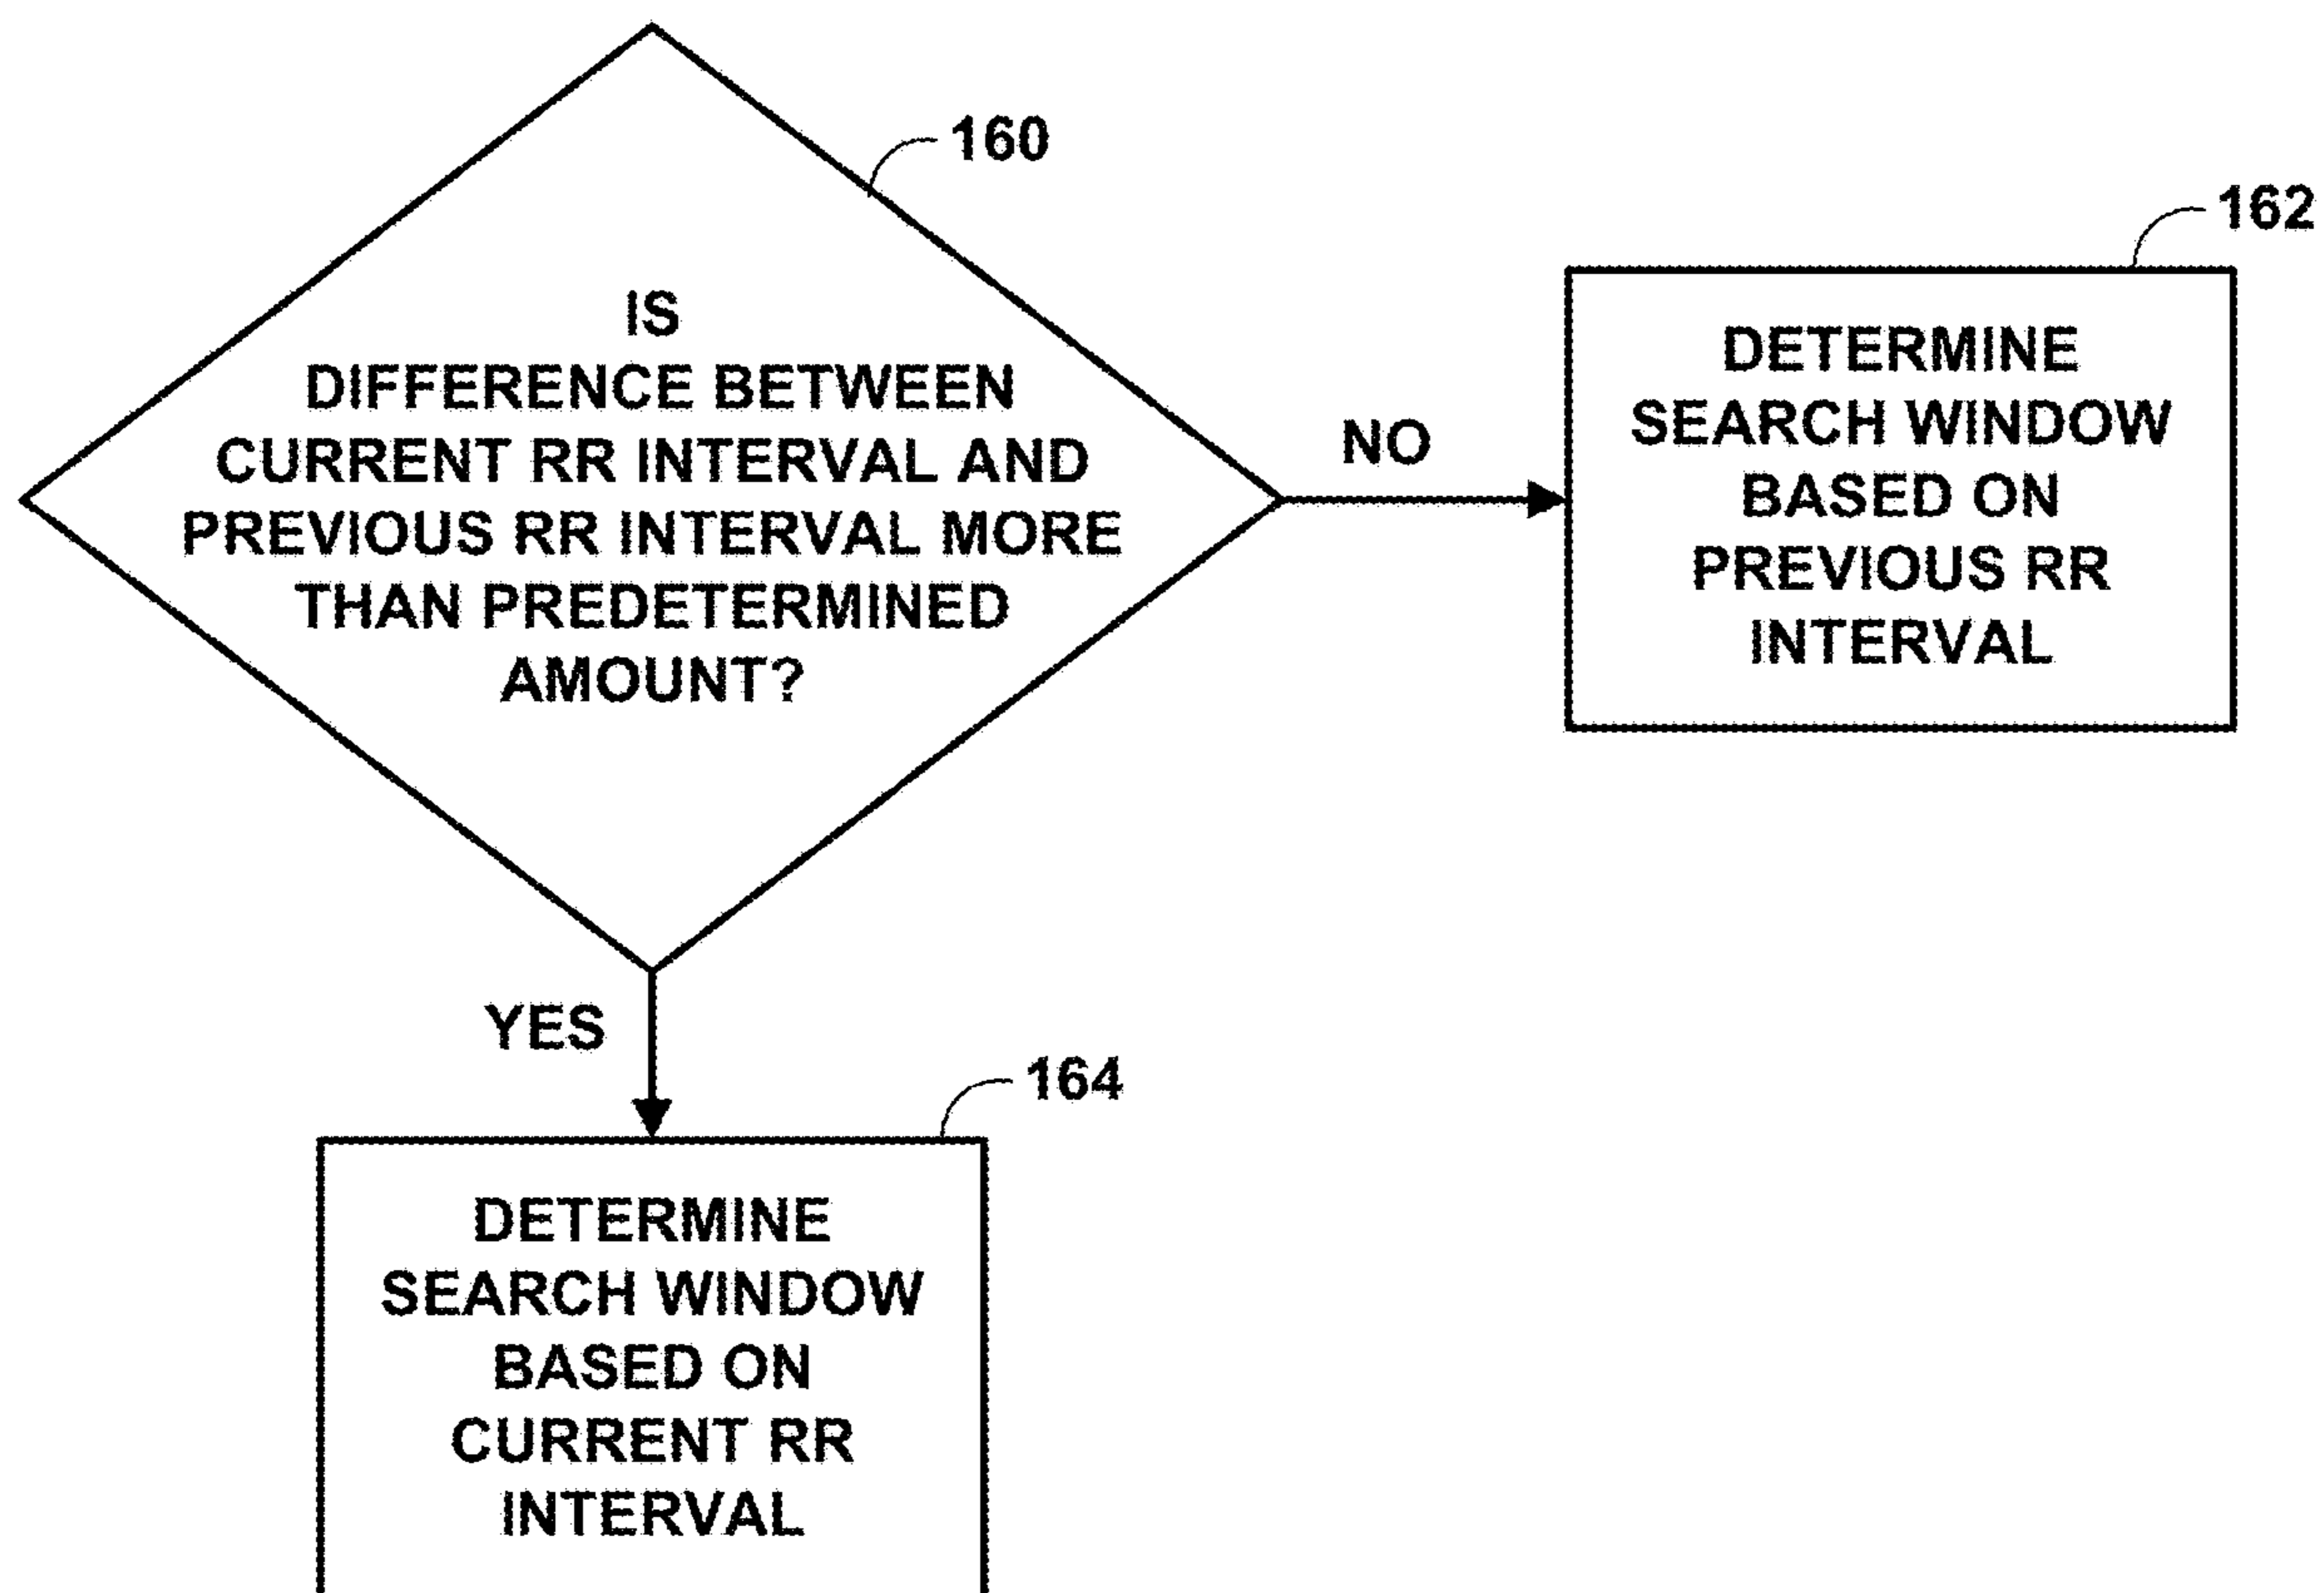 160
IS
DIFFERENCE BETWEEN
CURRENT RR INTERVAL AND
PREVIOUS RR INTERVAL MORE
THAN PREDETERMINED
AMOUNT?
NO
162
DETERMINE
SEARCH WINDOW
BASED ON
PREVIOUS RR
INTERVAL
YES
164
DETERMINE
SEARCH WINDOW
BASED ON
CURRENT RR
INTERVAL